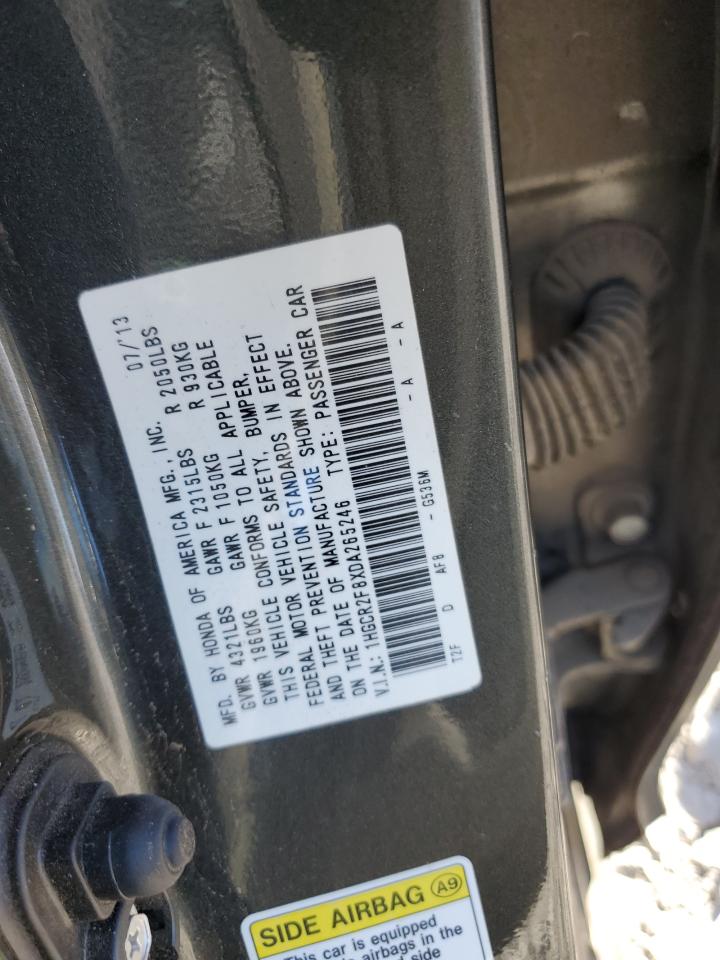 MFD. BY HONDA OF AMERICA MFG., INC. 07/'13
GVWR 4321LBS GAWR F 2315LBS R 2050LBS
GVWR 1960KG GAWR F 1050KG R 930KG
THIS VEHICLE CONFORMS TO ALL APPLICABLE
FEDERAL MOTOR VEHICLE SAFETY, BUMPER,
AND THEFT PREVENTION STANDARDS IN EFFECT
ON THE DATE OF MANUFACTURE SHOWN ABOVE.
V.I.N.: 1HGCR2F8XDA265246 TYPE: PASSENGER CAR
T2F D AF8 - G536M -A -A
SIDE AIRBAG A9
This car is equipped
airbags in the
side